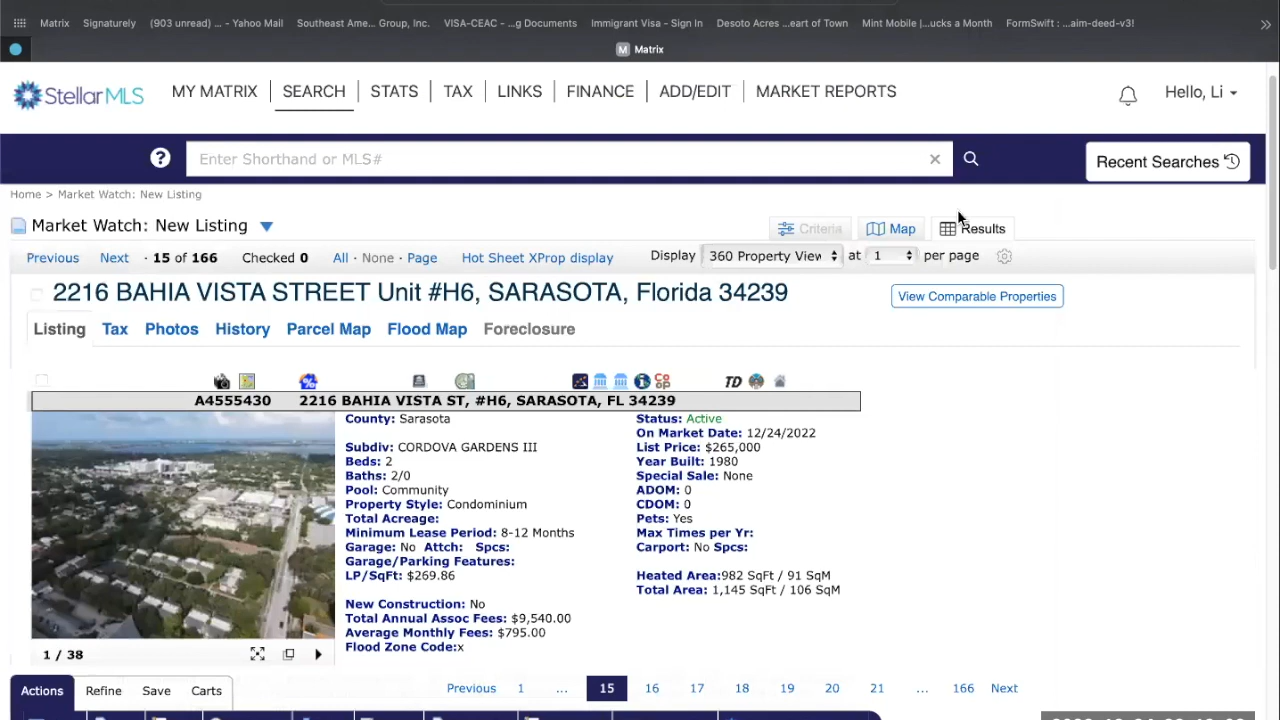 Matrix Signaturely (903 unread) ... - Yahoo Mail Southeast Ame... Group, Inc. VISA-CEAC - ...g Documents Immigrant Visa - Sign In Desoto Acres ...eart of Town Mint Mobile |...ucks a Month FormSwift : ...aim-deed-v3! »
M Matrix
StellarMLS MY MATRIX SEARCH STATS TAX LINKS FINANCE ADD/EDIT MARKET REPORTS Hello, Li
? Enter Shorthand or MLS# Recent Searches
Home > Market Watch: New Listing
Market Watch: New Listing Criteria Map Results
Previous Next · 15 of 166 Checked 0 All · None · Page Hot Sheet XProp display Display 360 Property View at 1 per page
2216 BAHIA VISTA STREET Unit #H6, SARASOTA, Florida 34239 View Comparable Properties
Listing Tax Photos History Parcel Map Flood Map Foreclosure
TD
A4555430 2216 BAHIA VISTA ST, #H6, SARASOTA, FL 34239
County: Sarasota Status: Active
On Market Date: 12/24/2022
Subdiv: CORDOVA GARDENS III List Price: $265,000
Beds: 2 Year Built: 1980
Baths: 2/0 Special Sale: None
Pool: Community ADOM: 0
Property Style: Condominium CDOM: 0
Total Acreage: Pets: Yes
Minimum Lease Period: 8-12 Months Max Times per Yr:
Garage: No Attch: Spcs: Carport: No Spcs:
Garage/Parking Features:
LP/SqFt: $269.86 Heated Area:982 SqFt / 91 SqM
Total Area: 1,145 SqFt / 106 SqM
New Construction: No
Total Annual Assoc Fees: $9,540.00
Average Monthly Fees: $795.00
Flood Zone Code:x
1 / 38
Actions Refine Save Carts Previous 1 ... 15 16 17 18 19 20 21 ... 166 Next